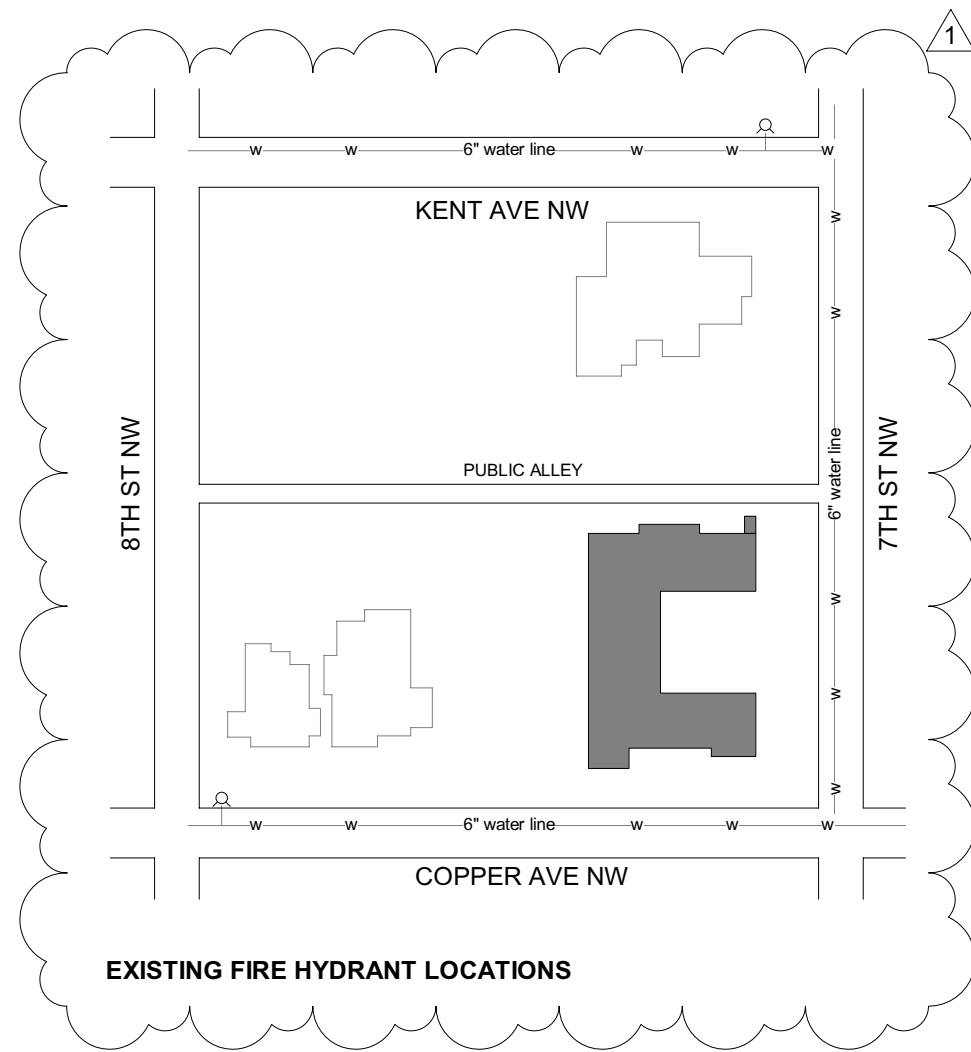 1
w w 6" water line w w w
KENT AVE NW
w
w
8TH ST NW
PUBLIC ALLEY
6" water line
7TH ST NW
w
w
w
w w 6" water line w w w
COPPER AVE NW
EXISTING FIRE HYDRANT LOCATIONS